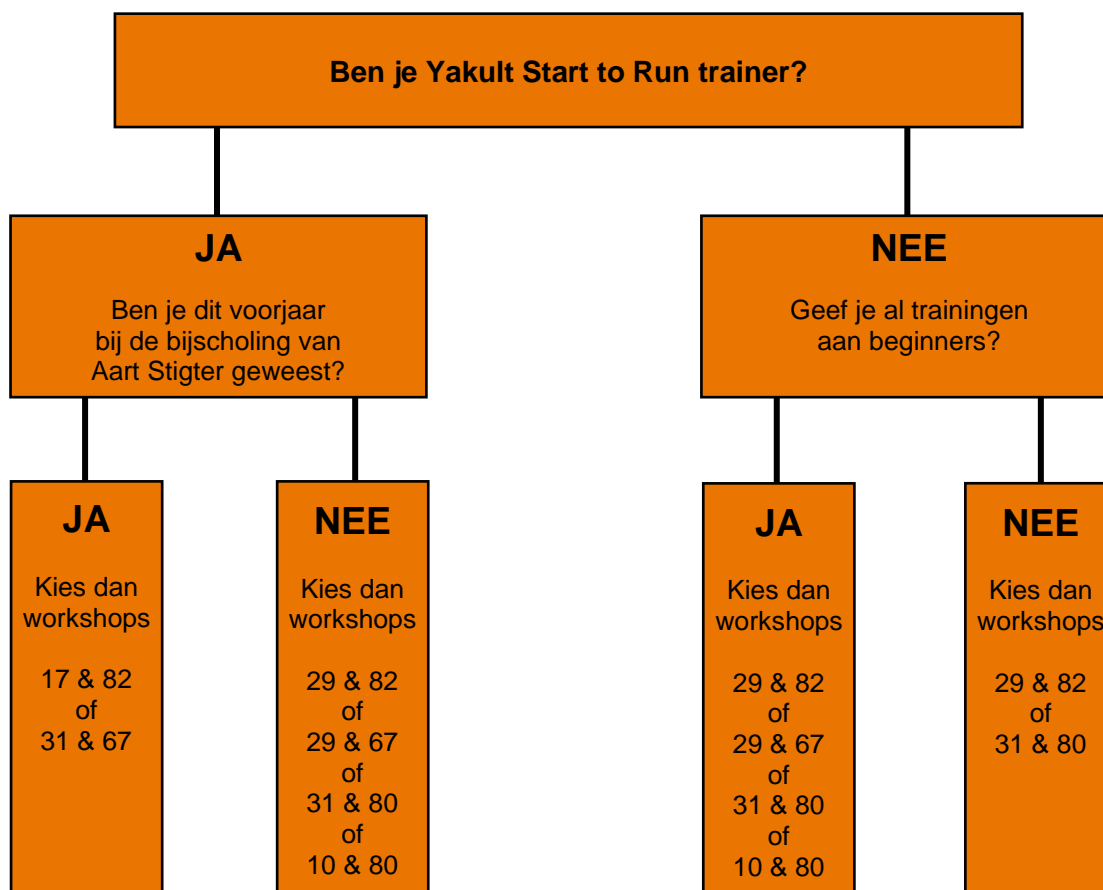 Ben je Yakult Start to Run trainer?
JA
Ben je dit voorjaar
bij de bijscholing van
Aart Stigter geweest?
NEE
Geef je al trainingen
aan beginners?
JA
Kies dan
workshops
17 & 82
of
31 & 67
NEE
Kies dan
workshops
29 & 82
of
29 & 67
of
31 & 80
of
10 & 80
JA
Kies dan
workshops
29 & 82
of
29 & 67
of
31 & 80
of
10 & 80
NEE
Kies dan
workshops
29 & 82
of
31 & 80